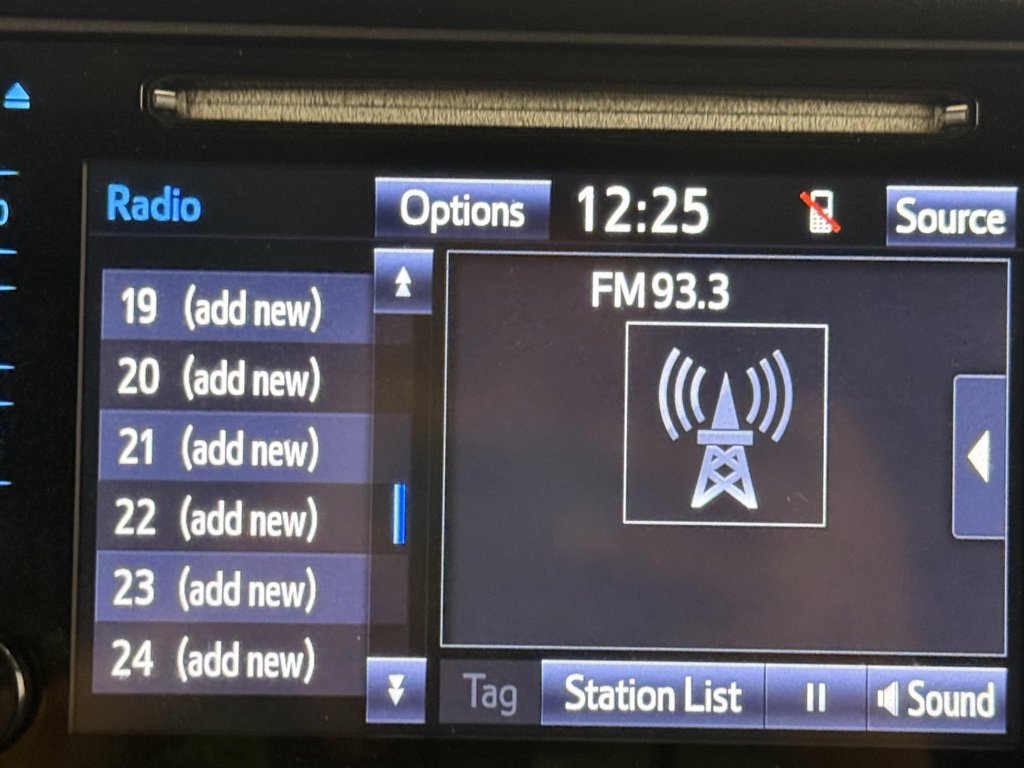 Radio
Options
12:25
Source
19 (add new)
20 (add new)
21 (add new)
22 (add new)
23 (add new)
24 (add new)
FM 93.3
Tag
Station List
Sound